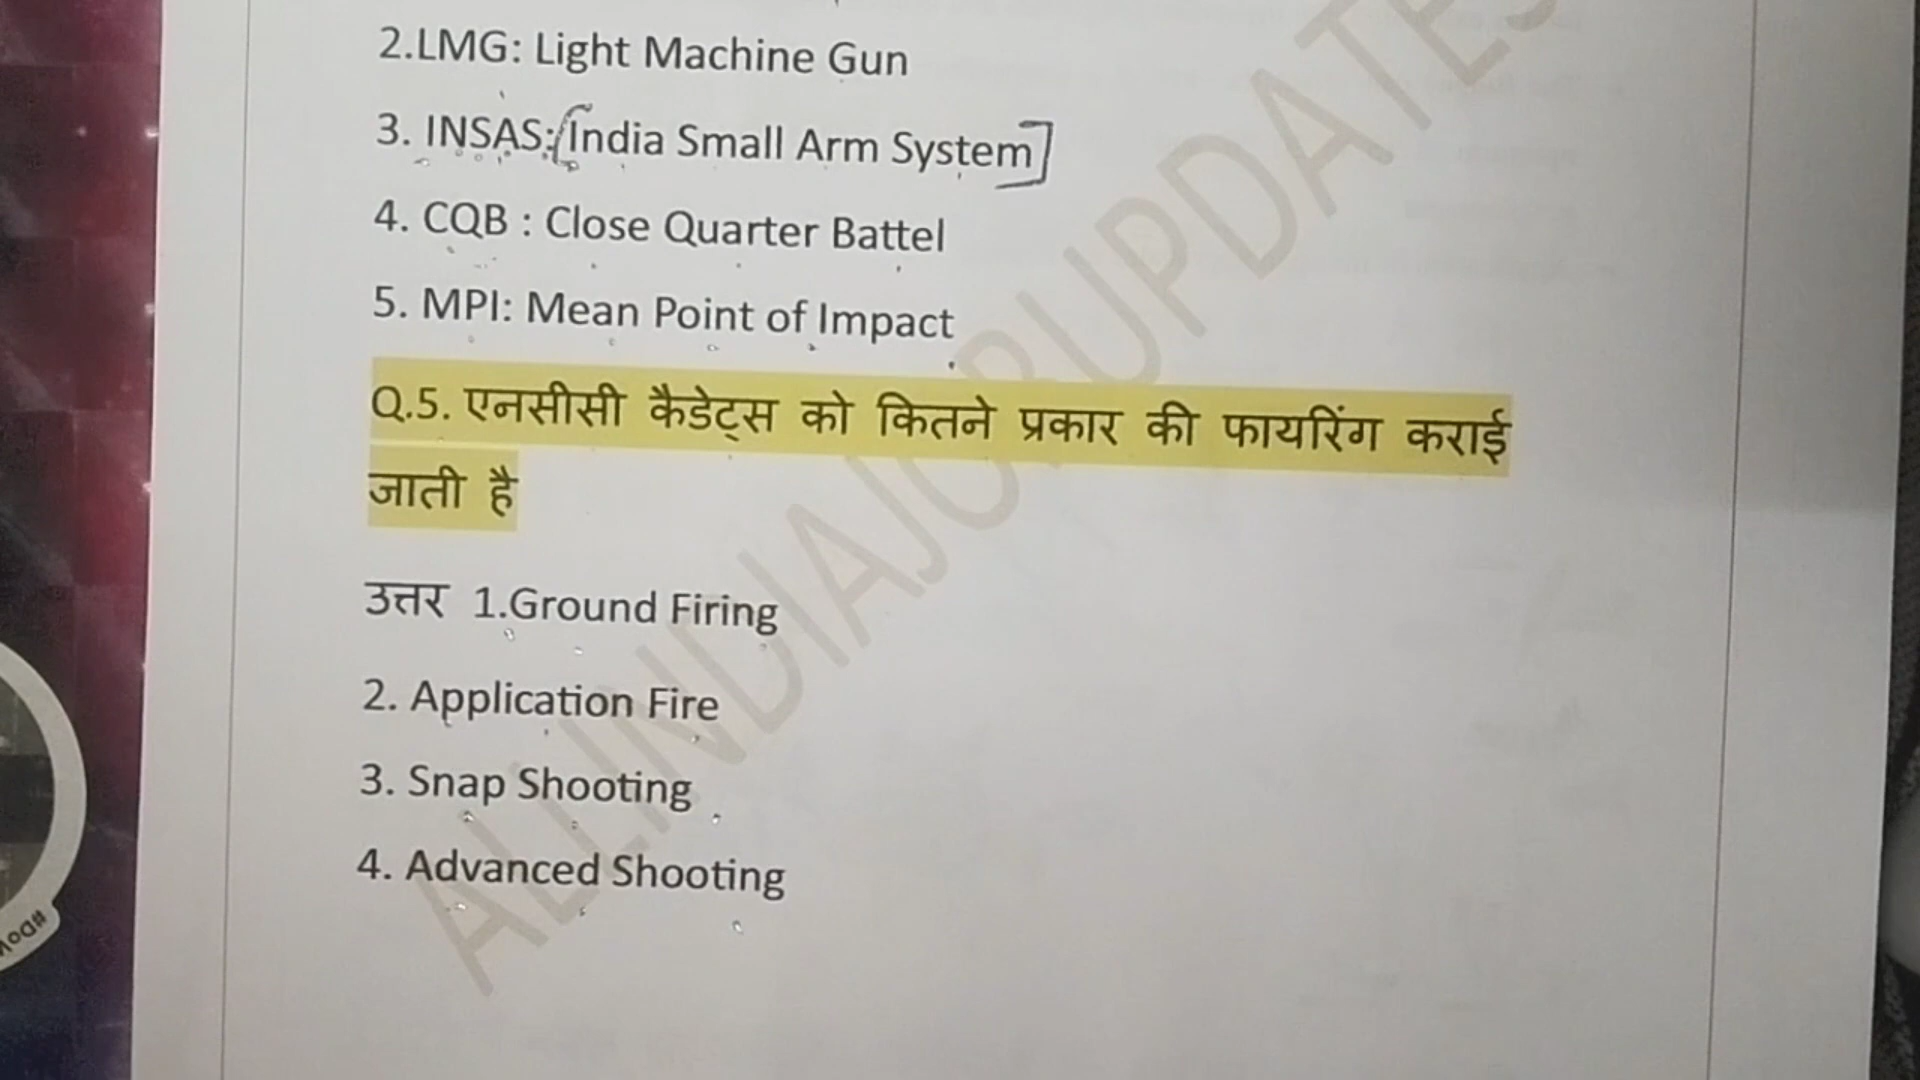 2.LMG: Light Machine Gun
3. INSAS:[India Small Arm System]
4. CQB : Close Quarter Battel
5. MPI: Mean Point of Impact
Q.5. एनसीसी कैडेट्स को कितने प्रकार की फायरिंग कराई
जाती है
उत्तर 1.Ground Firing
2. Application Fire
3. Snap Shooting
4. Advanced Shooting
ALLINDIAJOBUPDATES